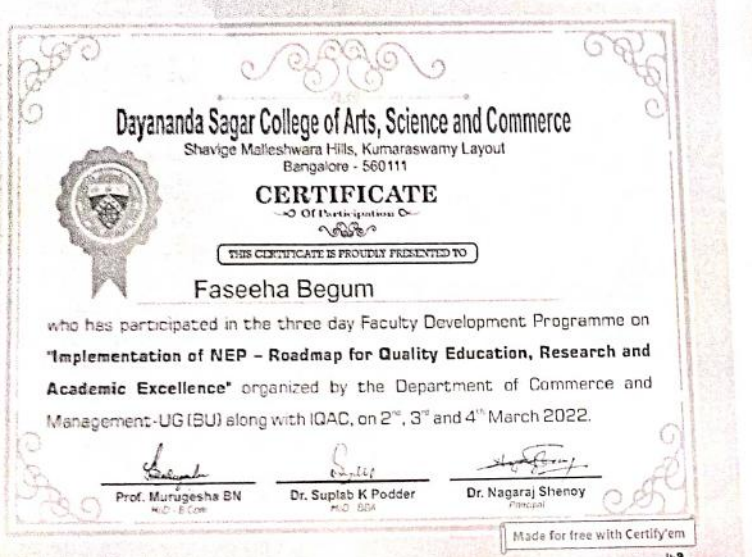 Dayananda Sagar College of Arts, Science and Commerce
Shavige Malleshwara Hills, Kumaraswamy Layout
Bangalore - 560111
CERTIFICATE
Of Participation
THIS CERTIFICATE IS PROUDLY PRESENTED TO
Faseeha Begum
who has participated in the three day Faculty Development Programme on
"Implementation of NEP – Roadmap for Quality Education, Research and
Academic Excellence" organized by the Department of Commerce and
Management-UG (BU) along with IQAC, on 2nd, 3rd and 4th March 2022.
Prof. Murugesha BN Dr. Suplab K Podder Dr. Nagaraj Shenoy
HoD - B.Com HoD BBA Principal
Made for free with Certify'em